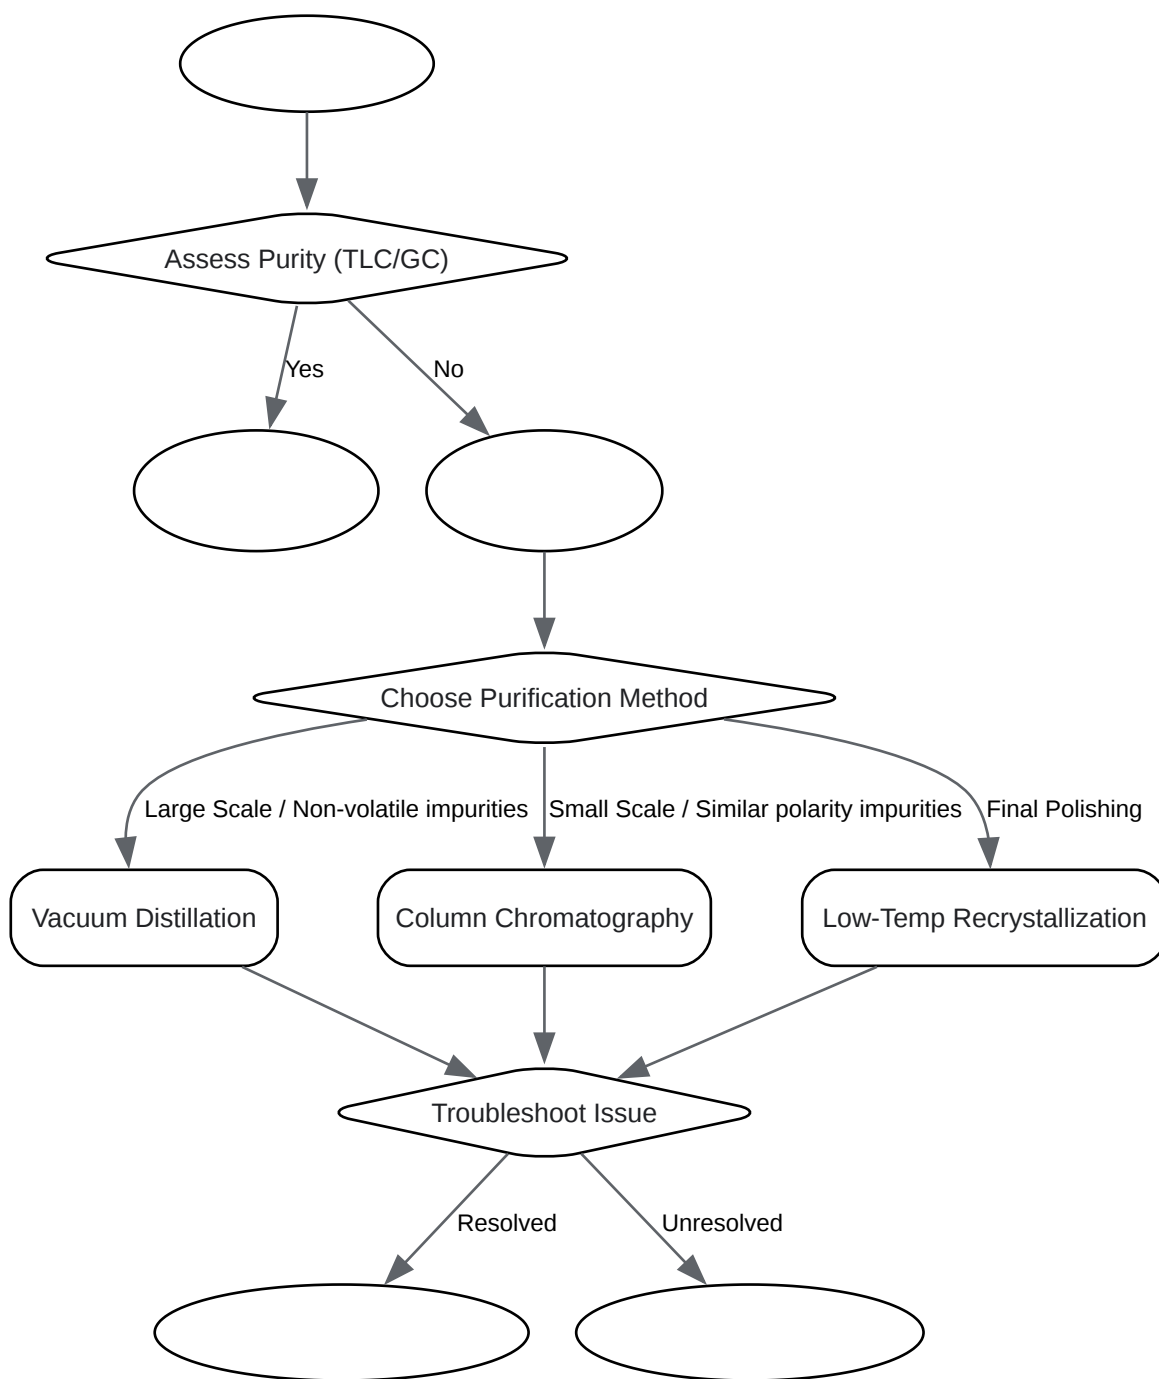 Assess Purity (TLC/GC)
Yes
No
Choose Purification Method
Large Scale / Non-volatile impurities
Small Scale / Similar polarity impurities
Final Polishing
Vacuum Distillation
Column Chromatography
Low-Temp Recrystallization
Troubleshoot Issue
Resolved
Unresolved